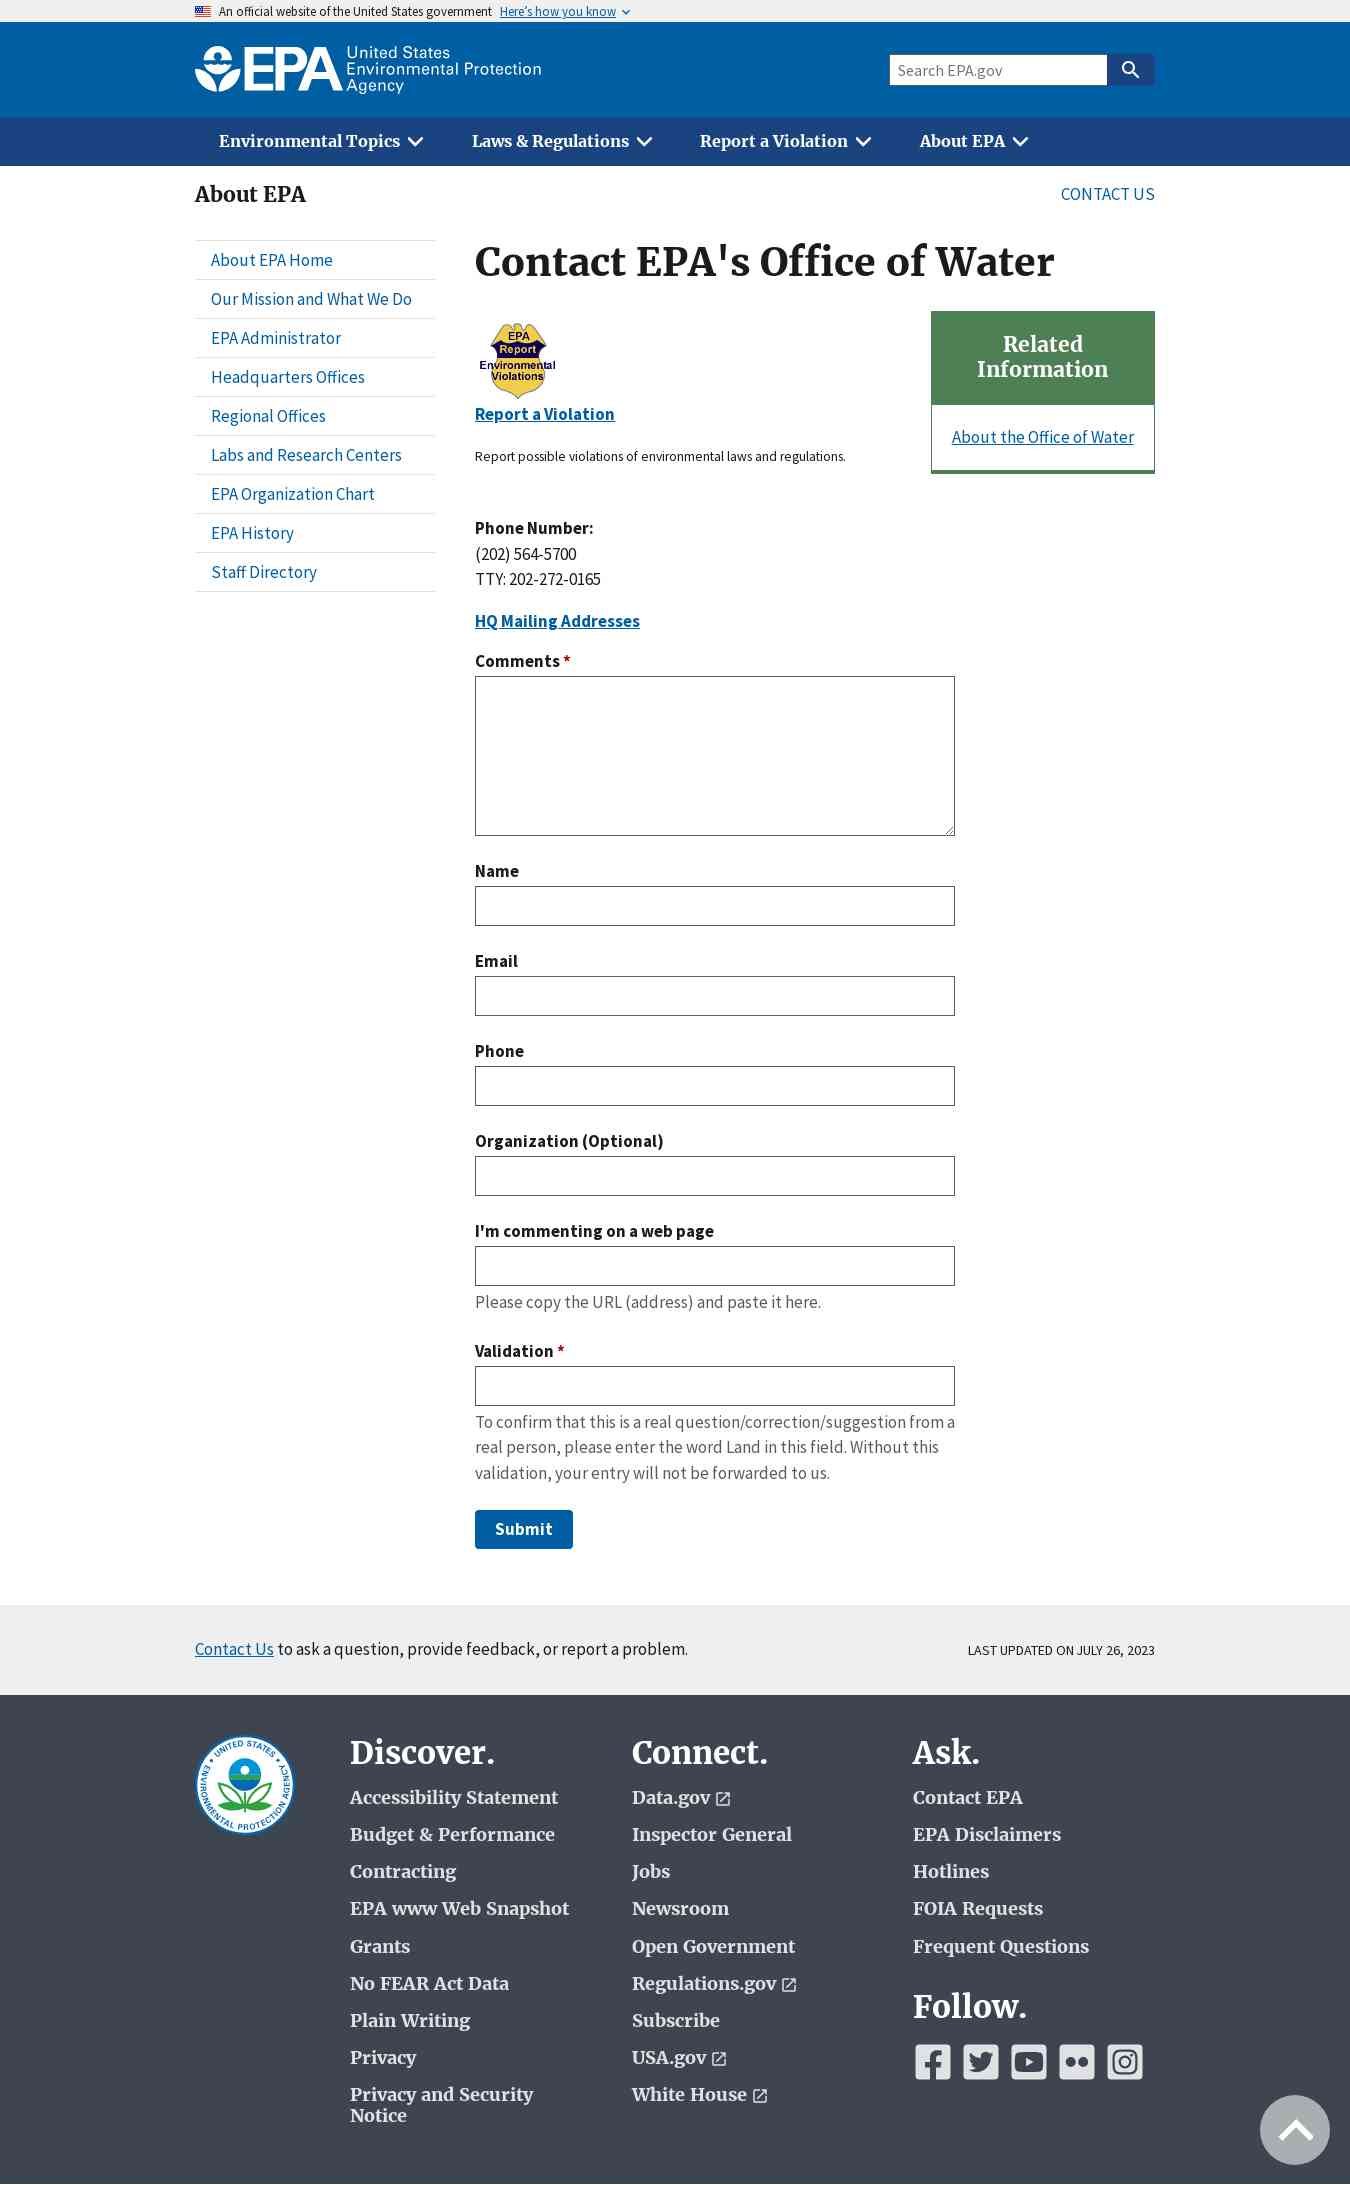 An official website of the United States government Here’s how you know
EPA United States
Environmental Protection
Agency
Search EPA.gov
Environmental Topics
Laws & Regulations
Report a Violation
About EPA
About EPA
CONTACT US
About EPA Home
Our Mission and What We Do
EPA Administrator
Headquarters Offices
Regional Offices
Labs and Research Centers
EPA Organization Chart
EPA History
Staff Directory
Contact EPA's Office of Water
EPA
Report
Environmental
Violations
Report a Violation
Report possible violations of environmental laws and regulations.
Related
Information
About the Office of Water
Phone Number:
(202) 564-5700
TTY: 202-272-0165
HQ Mailing Addresses
Comments *
Name
Email
Phone
Organization (Optional)
I'm commenting on a web page
Please copy the URL (address) and paste it here.
Validation *
To confirm that this is a real question/correction/suggestion from a
real person, please enter the word Land in this field. Without this
validation, your entry will not be forwarded to us.
Submit
Contact Us to ask a question, provide feedback, or report a problem.
LAST UPDATED ON JULY 26, 2023
UNITED STATES
ENVIRONMENTAL PROTECTION AGENCY
Discover.
Accessibility Statement
Budget & Performance
Contracting
EPA www Web Snapshot
Grants
No FEAR Act Data
Plain Writing
Privacy
Privacy and Security
Notice
Connect.
Data.gov
Inspector General
Jobs
Newsroom
Open Government
Regulations.gov
Subscribe
USA.gov
White House
Ask.
Contact EPA
EPA Disclaimers
Hotlines
FOIA Requests
Frequent Questions
Follow.